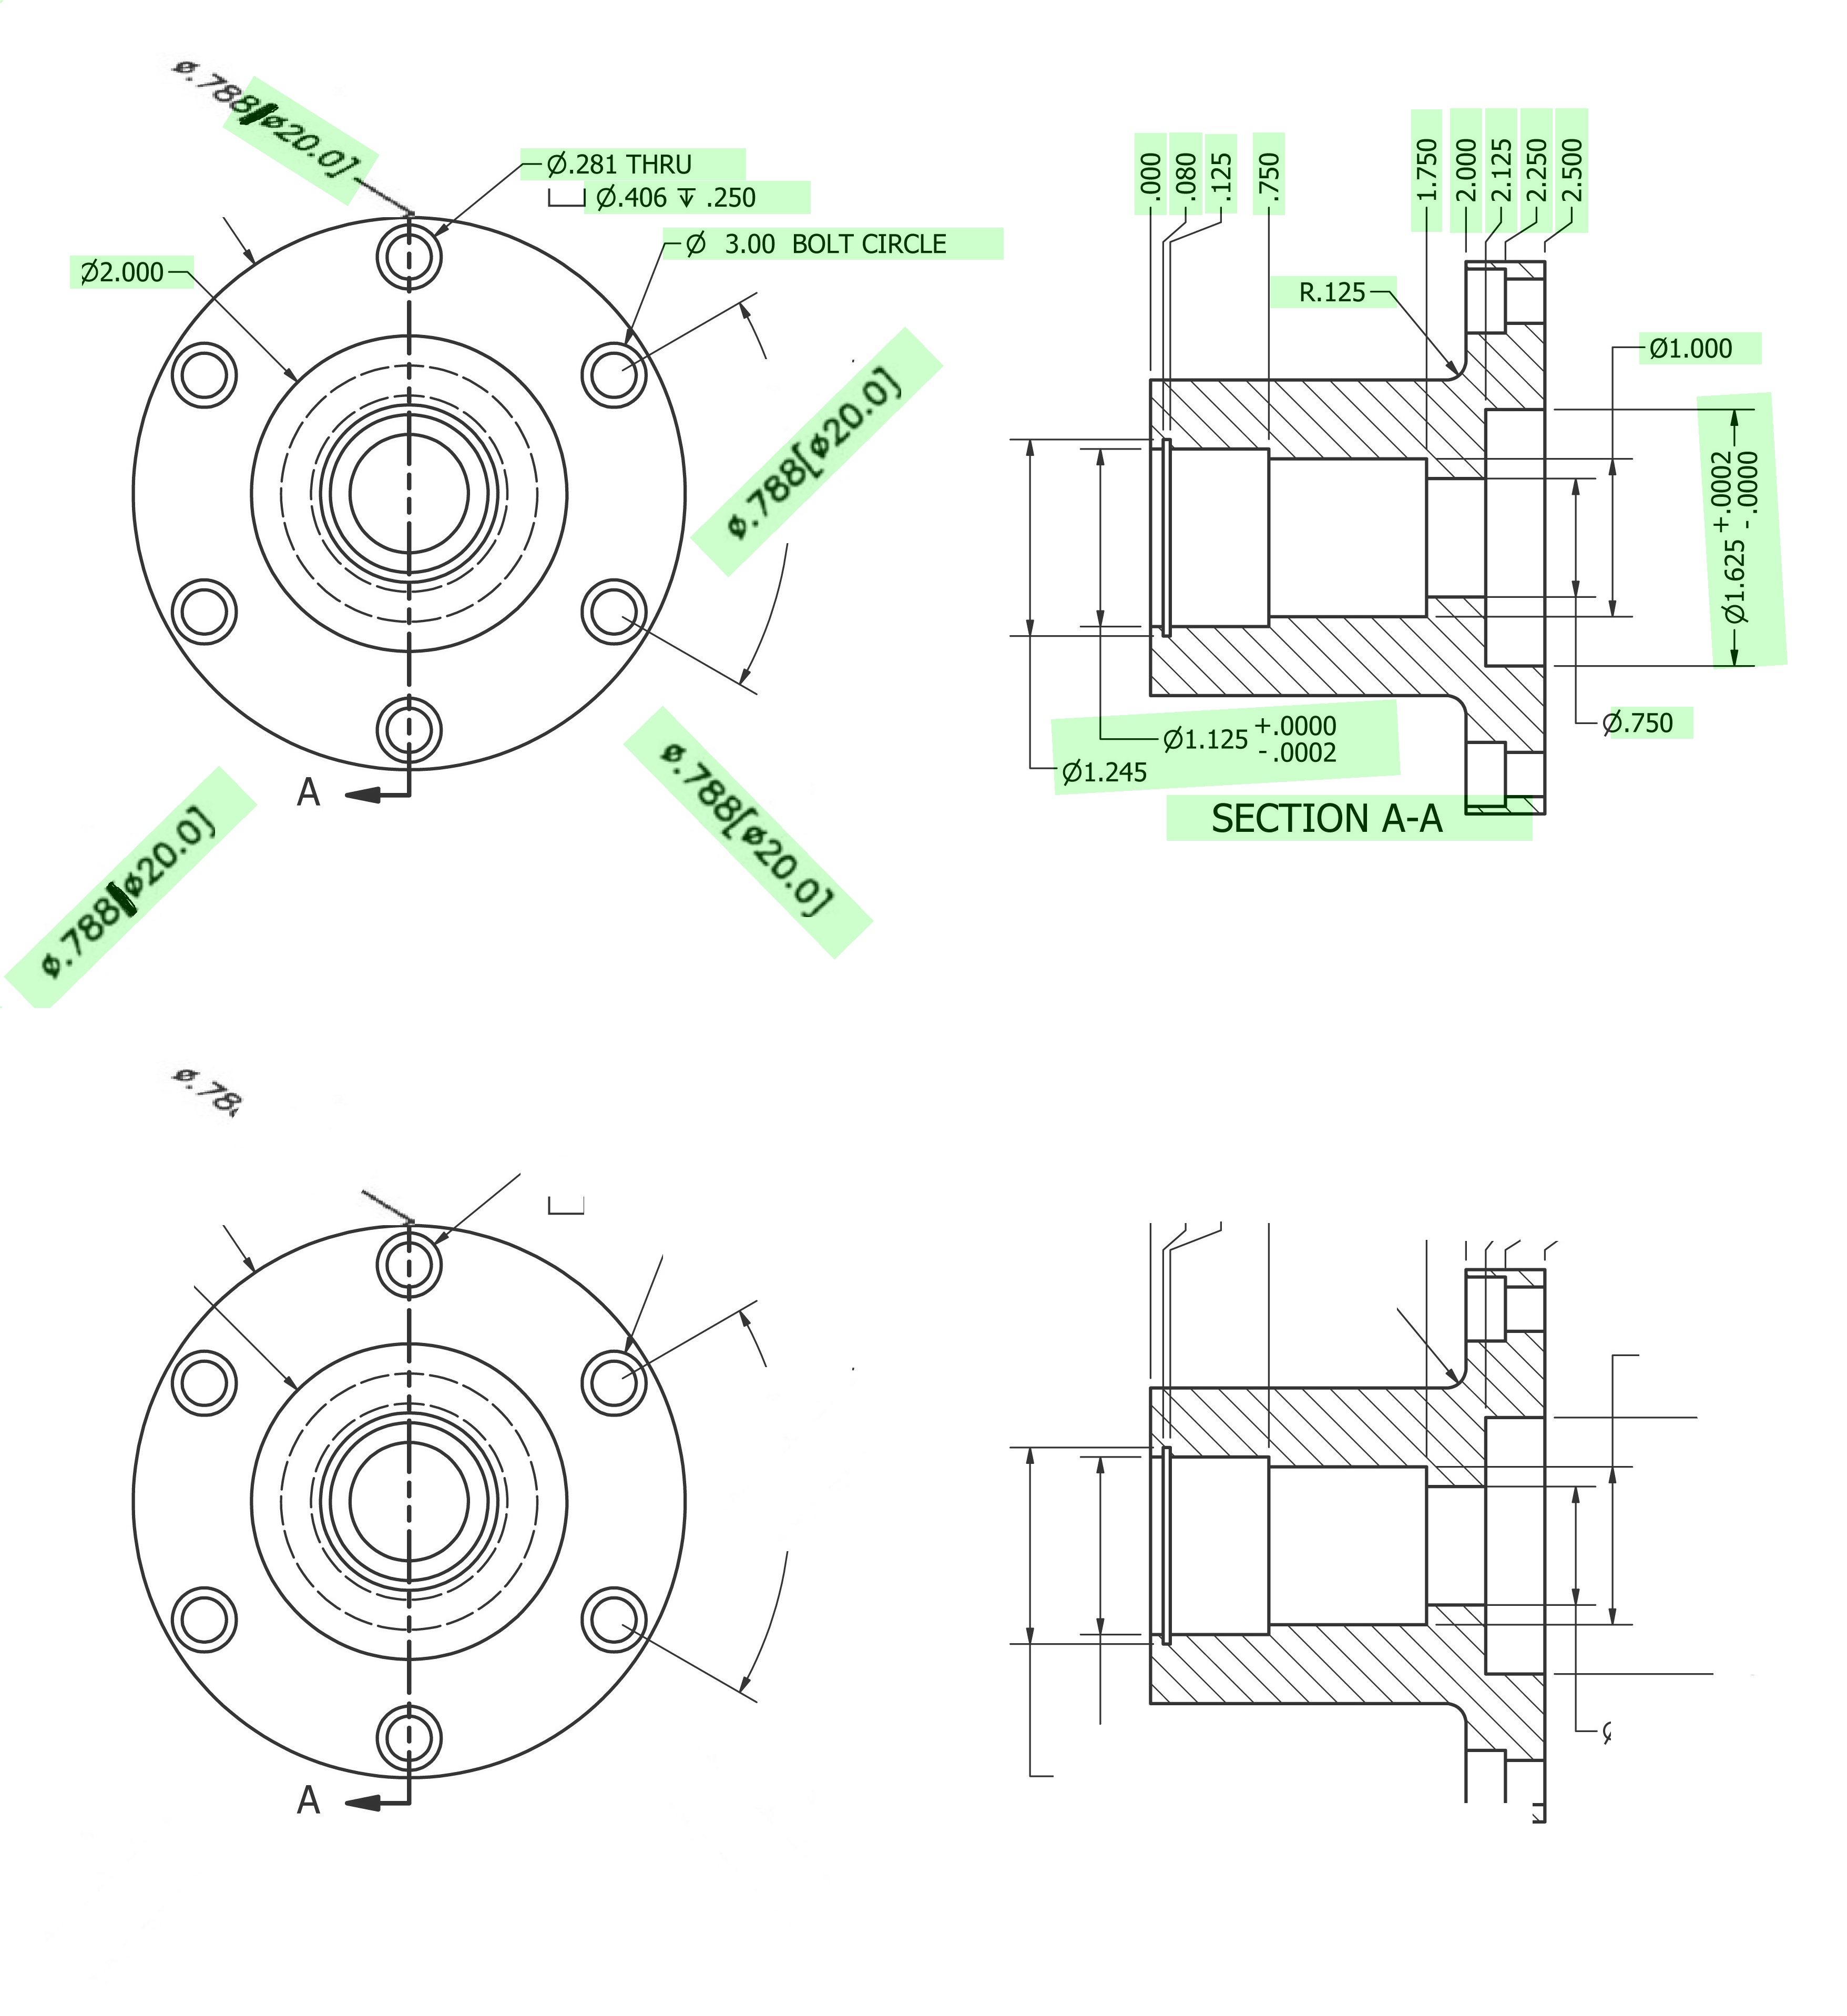 ø.788[ø20.0]
Ø.281 THRU
⌴ Ø.406 ↧ .250
Ø 3.00 BOLT CIRCLE
Ø2.000
ø.788[ø20.0]
ø.788[ø20.0]
ø.788[ø20.0]
A
.000
.080
.125
.750
1.750
2.000
2.125
2.250
2.500
R.125
Ø1.000
Ø1.625 +.0002
-.0000
Ø.750
Ø1.125 +.0000
-.0002
Ø1.245
SECTION A-A
ø.78
A